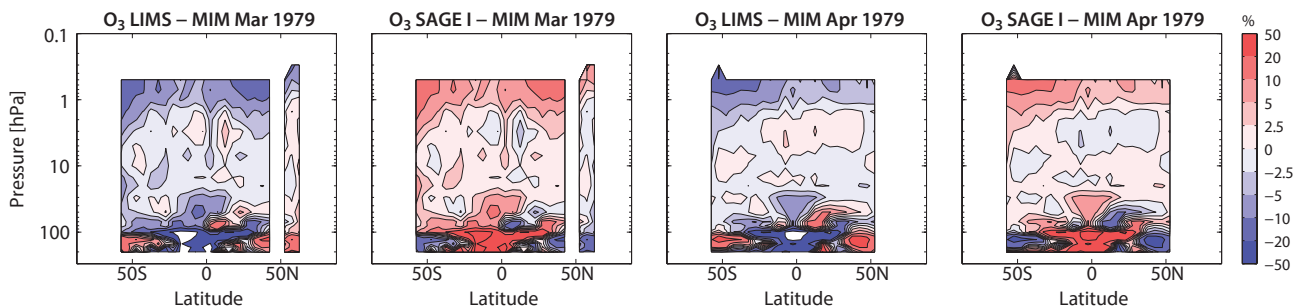 O₃ LIMS – MIM Mar 1979
O₃ SAGE I – MIM Mar 1979
O₃ LIMS – MIM Apr 1979
O₃ SAGE I – MIM Apr 1979
%
Pressure [hPa]
0.1
1
10
100
50S 0 50N
50S 0 50N
50S 0 50N
50S 0 50N
Latitude
Latitude
Latitude
Latitude
50
20
10
5
2.5
0
−2.5
−5
−10
−20
−50